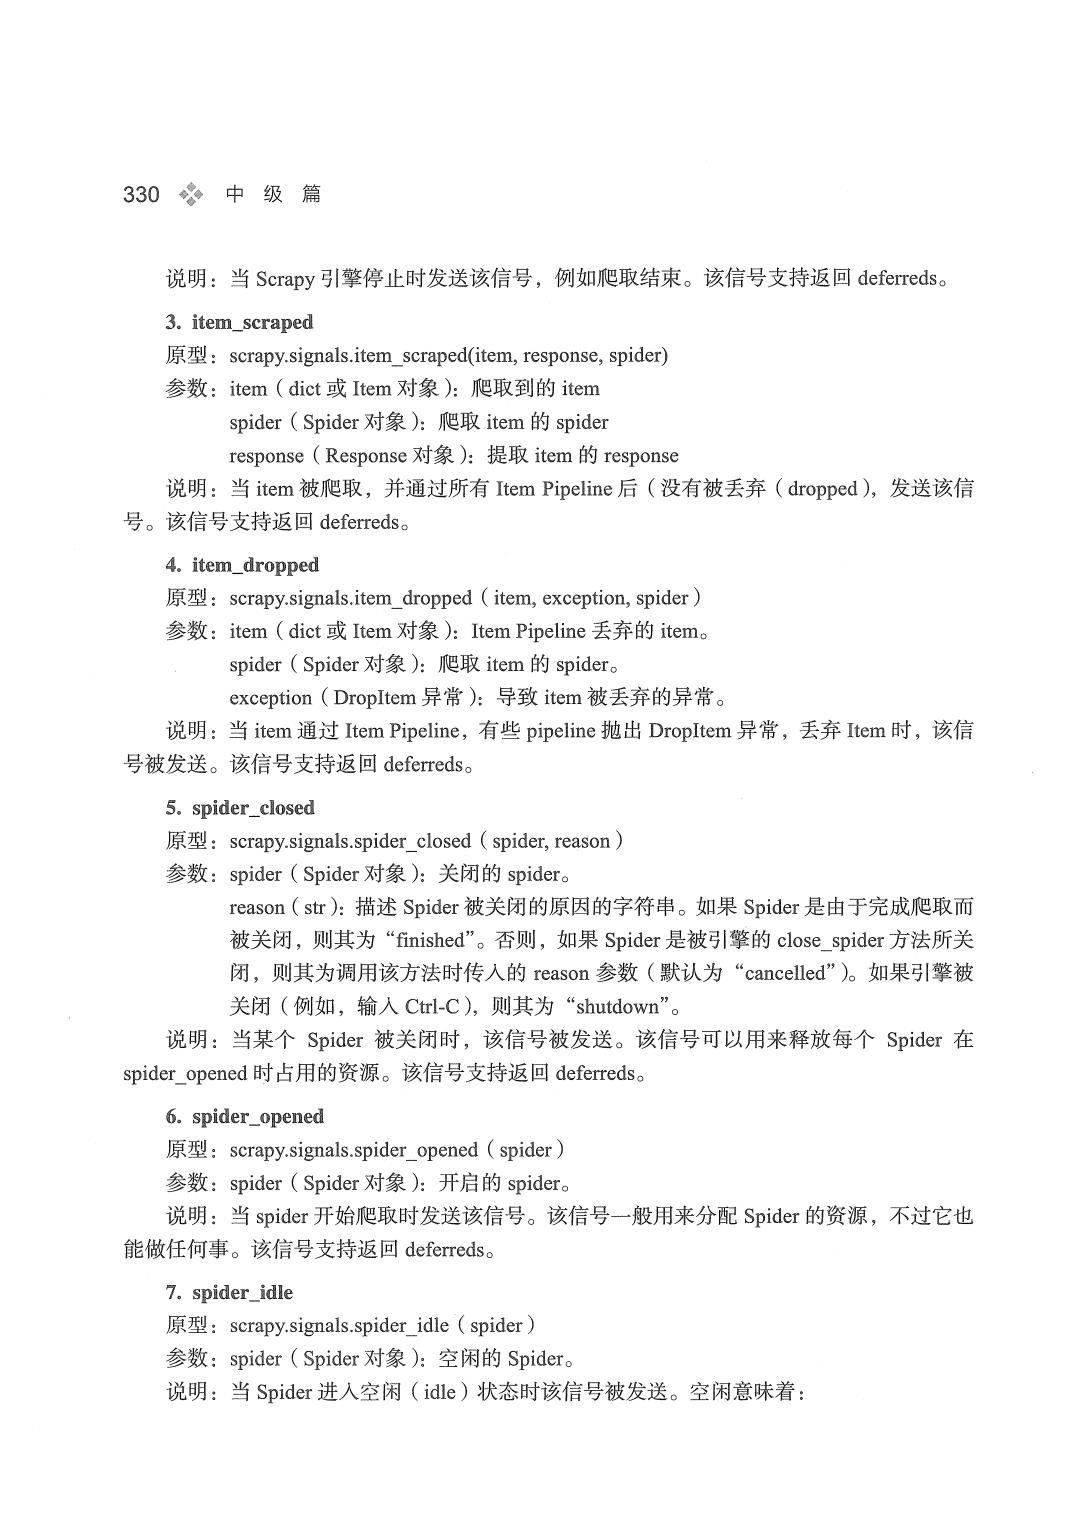 330 中 级 篇
说明：当 Scrapy 引擎停止时发送该信号，例如爬取结束。该信号支持返回 deferreds。
3. item_scraped
原型：scrapy.signals.item_scraped(item, response, spider)
参数：item（dict 或 Item 对象）：爬取到的 item
spider（Spider 对象）：爬取 item 的 spider
response（Response 对象）：提取 item 的 response
说明：当 item 被爬取，并通过所有 Item Pipeline 后（没有被丢弃（dropped），发送该信
号。该信号支持返回 deferreds。
4. item_dropped
原型：scrapy.signals.item_dropped（item, exception, spider）
参数：item（dict 或 Item 对象）：Item Pipeline 丢弃的 item。
spider（Spider 对象）：爬取 item 的 spider。
exception（DropItem 异常）：导致 item 被丢弃的异常。
说明：当 item 通过 Item Pipeline，有些 pipeline 抛出 DropItem 异常，丢弃 Item 时，该信
号被发送。该信号支持返回 deferreds。
5. spider_closed
原型：scrapy.signals.spider_closed（spider, reason）
参数：spider（Spider 对象）：关闭的 spider。
reason（str）：描述 Spider 被关闭的原因的字符串。如果 Spider 是由于完成爬取而
被关闭，则其为“finished”。否则，如果 Spider 是被引擎的 close_spider 方法所关
闭，则其为调用该方法时传入的 reason 参数（默认为“cancelled”）。如果引擎被
关闭（例如，输入 Ctrl-C），则其为“shutdown”。
说明：当某个 Spider 被关闭时，该信号被发送。该信号可以用来释放每个 Spider 在
spider_opened 时占用的资源。该信号支持返回 deferreds。
6. spider_opened
原型：scrapy.signals.spider_opened（spider）
参数：spider（Spider 对象）：开启的 spider。
说明：当 spider 开始爬取时发送该信号。该信号一般用来分配 Spider 的资源，不过它也
能做任何事。该信号支持返回 deferreds。
7. spider_idle
原型：scrapy.signals.spider_idle（spider）
参数：spider（Spider 对象）：空闲的 Spider。
说明：当 Spider 进入空闲（idle）状态时该信号被发送。空闲意味着：